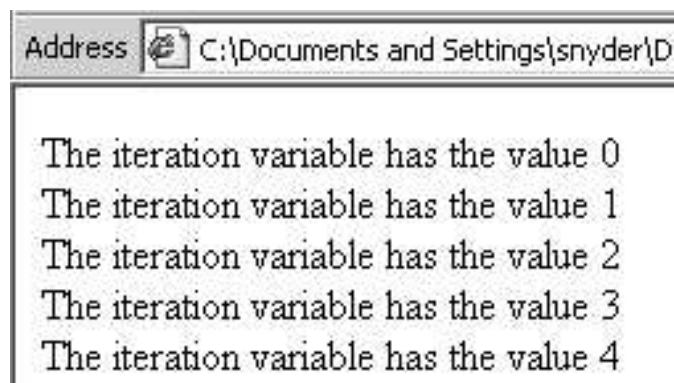 Address C:\Documents and Settings\snyder\D
The iteration variable has the value 0
The iteration variable has the value 1
The iteration variable has the value 2
The iteration variable has the value 3
The iteration variable has the value 4